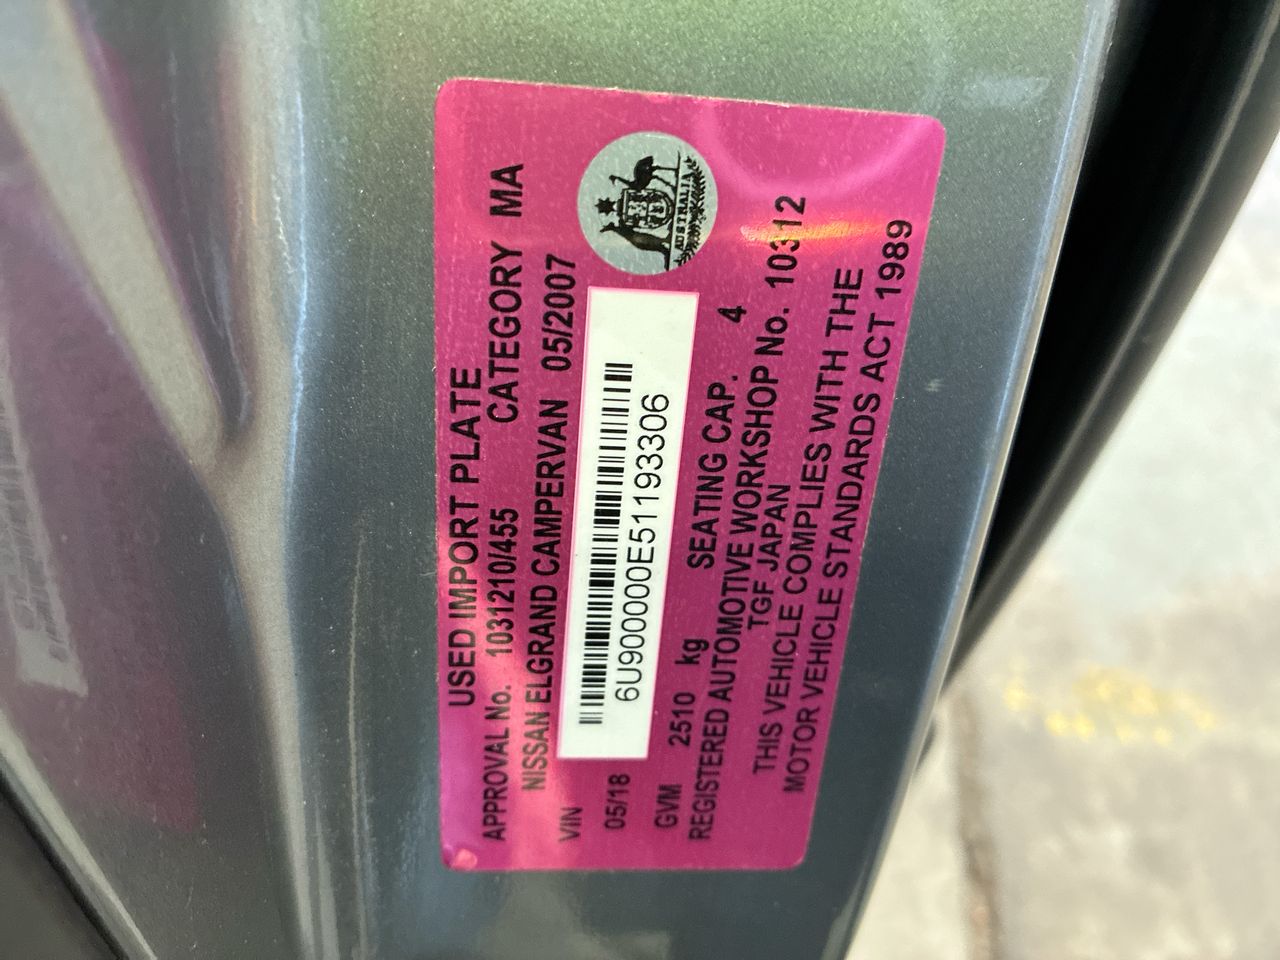 USED IMPORT PLATE
APPROVAL No. 1031210/455 CATEGORY MA
NISSAN ELGRAND CAMPERVAN 05/2007
VIN
6U90000E51193306
05/18
AUSTRALIA
GVM 2510 kg SEATING CAP. 4
REGISTERED AUTOMOTIVE WORKSHOP No. 10312
TGF JAPAN
THIS VEHICLE COMPLIES WITH THE
MOTOR VEHICLE STANDARDS ACT 1989